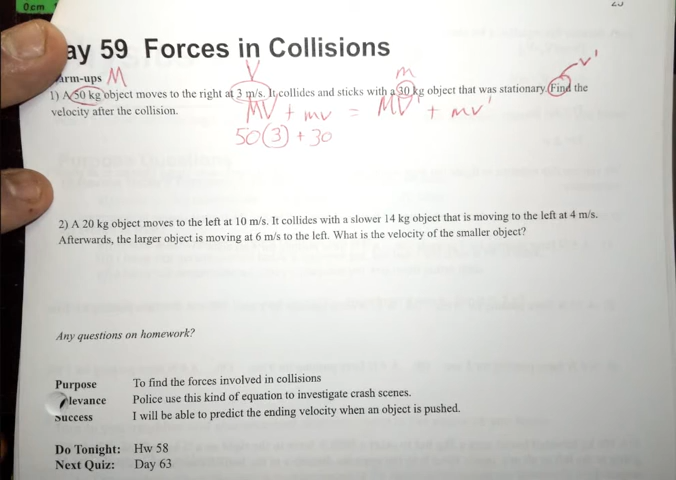 0cm
ay 59 Forces in Collisions
arm-ups M V m v'
1) A 50 kg object moves to the right at 3 m/s. It collides and sticks with a 30 kg object that was stationary. Find the
velocity after the collision. MV + mv = MV' + mv'
50(3) + 30
2) A 20 kg object moves to the left at 10 m/s. It collides with a slower 14 kg object that is moving to the left at 4 m/s.
Afterwards, the larger object is moving at 6 m/s to the left. What is the velocity of the smaller object?
Any questions on homework?
Purpose To find the forces involved in collisions
levance Police use this kind of equation to investigate crash scenes.
Success I will be able to predict the ending velocity when an object is pushed.
Do Tonight: Hw 58
Next Quiz: Day 63